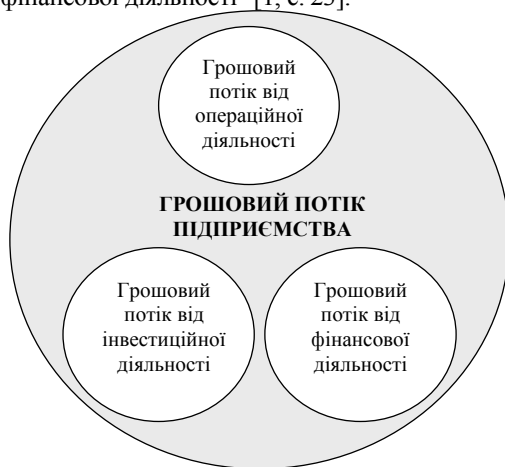 фінансової діяльності" [1, с. 25].
Грошовий
потік від
операційної
діяльності
ГРОШОВИЙ ПОТІК
ПІДПРИЄМСТВА
Грошовий
потік від
інвестиційної
діяльності
Грошовий
потік від
фінансової
діяльності